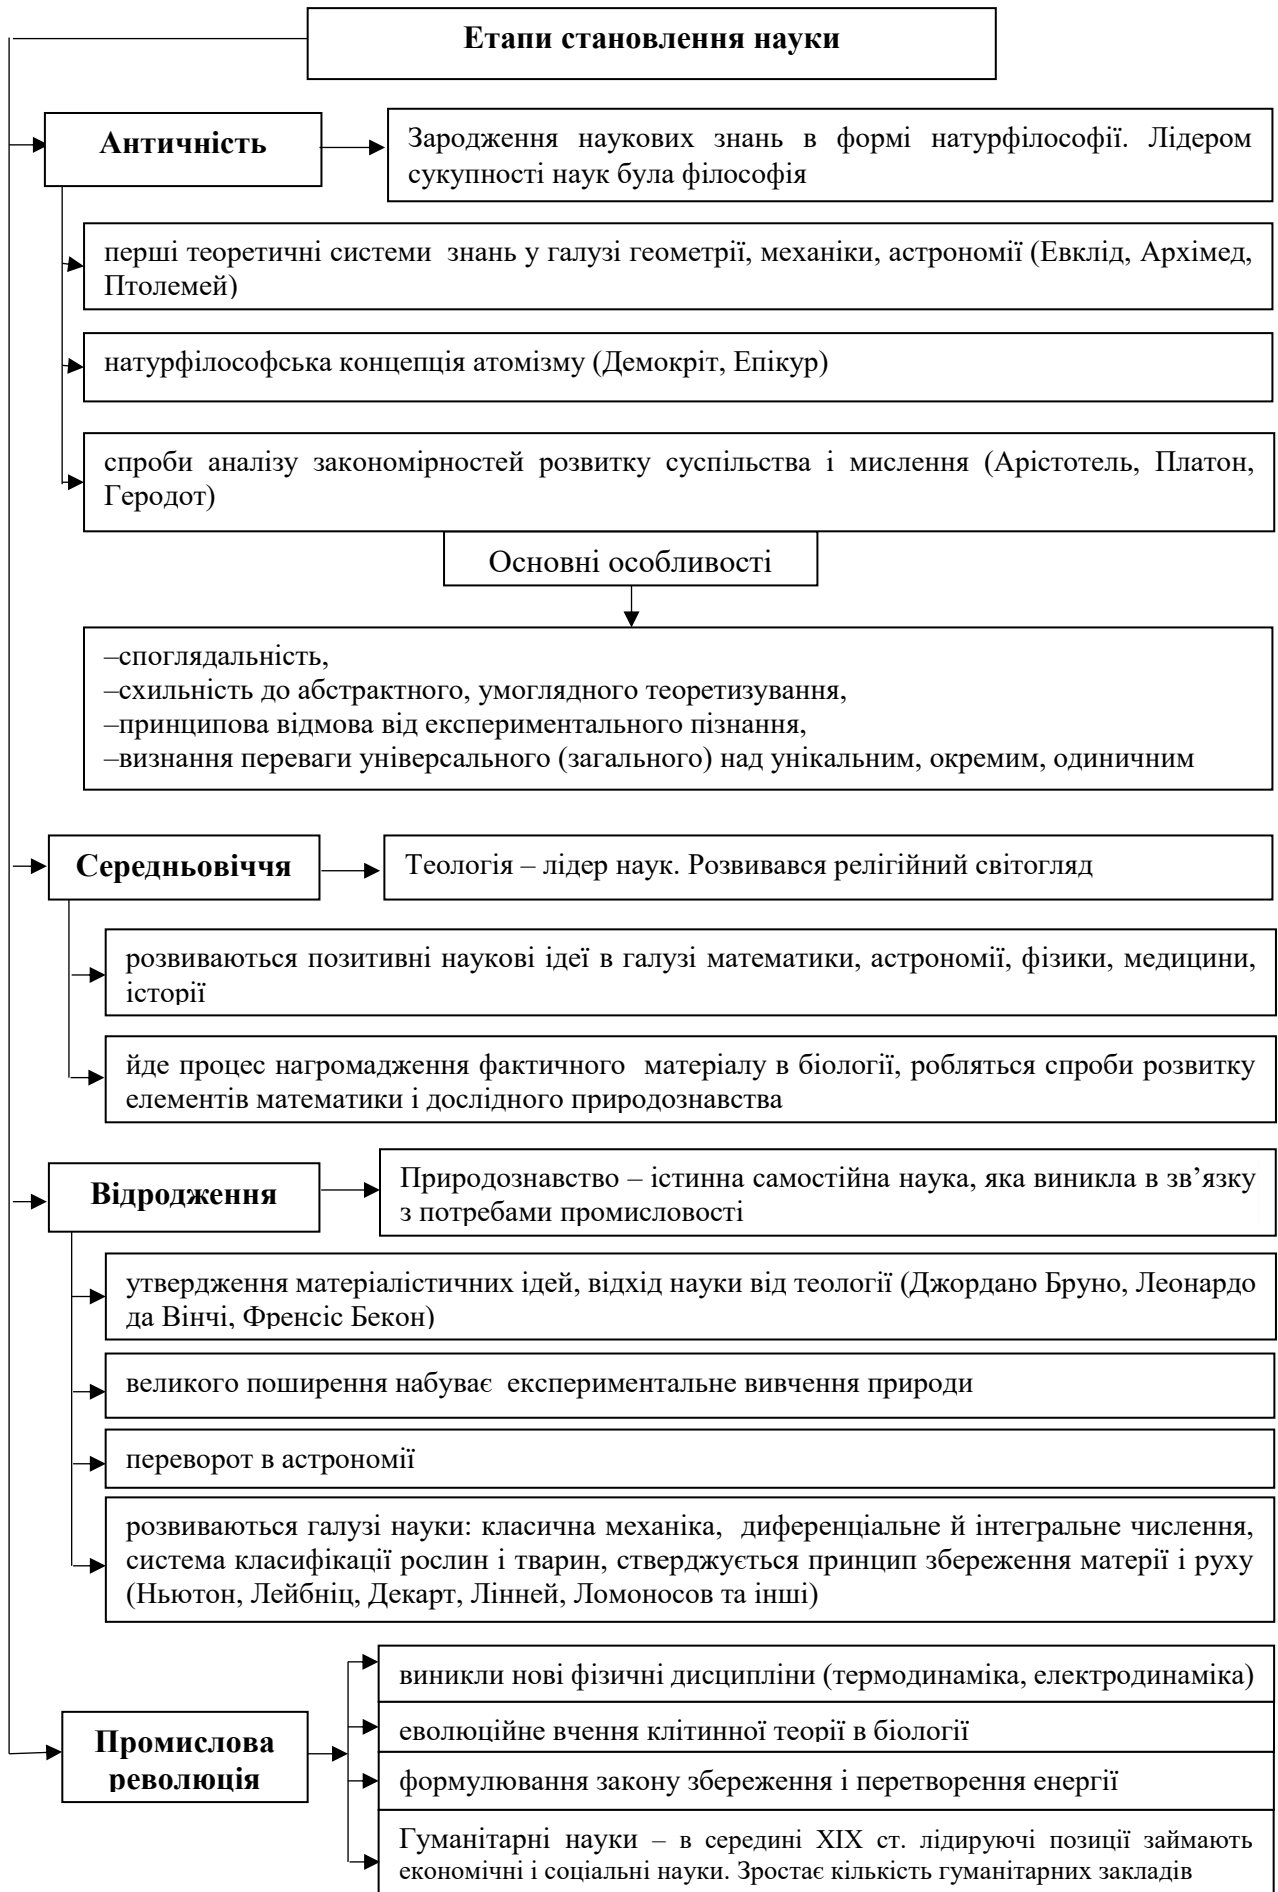 Етапи становлення науки
Античність
Зародження наукових знань в формі натурфілософії. Лідером
сукупності наук була філософія
перші теоретичні системи знань у галузі геометрії, механіки, астрономії (Евклід, Архімед,
Птолемей)
натурфілософська концепція атомізму (Демокріт, Епікур)
спроби аналізу закономірностей розвитку суспільства і мислення (Арістотель, Платон,
Геродот)
Основні особливості
–споглядальність,
–схильність до абстрактного, умоглядного теоретизування,
–принципова відмова від експериментального пізнання,
–визнання переваги універсального (загального) над унікальним, окремим, одиничним
Середньовіччя
Теологія – лідер наук. Розвивався релігійний світогляд
розвиваються позитивні наукові ідеї в галузі математики, астрономії, фізики, медицини,
історії
йде процес нагромадження фактичного матеріалу в біології, робляться спроби розвитку
елементів математики і дослідного природознавства
Відродження
Природознавство – істинна самостійна наука, яка виникла в зв’язку
з потребами промисловості
утвердження матеріалістичних ідей, відхід науки від теології (Джордано Бруно, Леонардо
да Вінчі, Френсіс Бекон)
великого поширення набуває експериментальне вивчення природи
переворот в астрономії
розвиваються галузі науки: класична механіка, диференціальне й інтегральне числення,
система класифікації рослин і тварин, стверджується принцип збереження матерії і руху
(Ньютон, Лейбніц, Декарт, Лінней, Ломоносов та інші)
Промислова
революція
виникли нові фізичні дисципліни (термодинаміка, електродинаміка)
еволюційне вчення клітинної теорії в біології
формулювання закону збереження і перетворення енергії
Гуманітарні науки – в середині XIX ст. лідируючі позиції займають
економічні і соціальні науки. Зростає кількість гуманітарних закладів